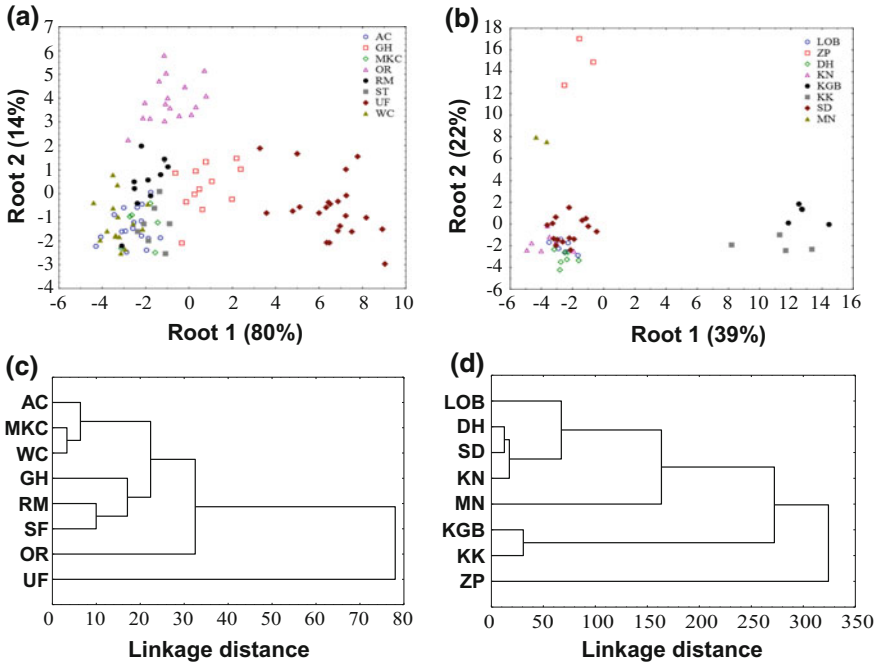 (a)
7
6
5
4
3
2
1
0
-1
-2
-3
-4
Root 2 (14%)
AC
GH
MKC
OR
RM
ST
UF
WC
-6 -4 -2 0 2 4 6 8 10
Root 1 (80%)
(b)
18
16
14
12
10
8
6
4
2
0
-2
-4
-6
Root 2 (22%)
LOB
ZP
DH
KN
KGB
KK
SD
MN
-6 -4 -2 0 2 4 6 8 10 12 14 16
Root 1 (39%)
(c)
AC
MKC
WC
GH
RM
SF
OR
UF
0 10 20 30 40 50 60 70 80
Linkage distance
(d)
LOB
DH
SD
KN
MN
KGB
KK
ZP
0 50 100 150 200 250 300 350
Linkage distance